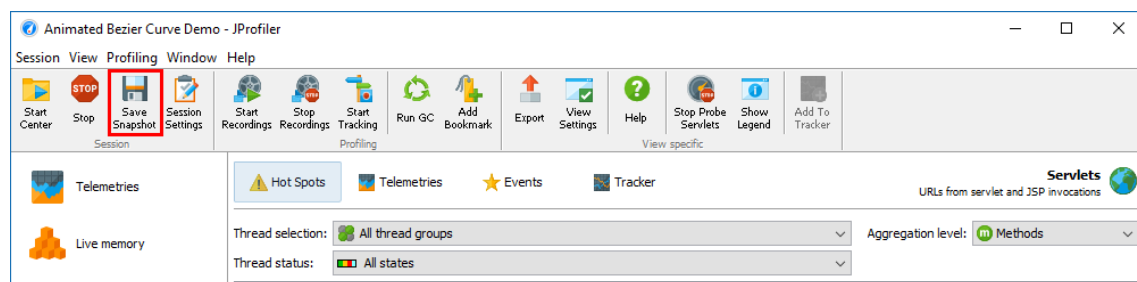 Animated Bezier Curve Demo - JProfiler
Session View Profiling Window Help
STOP
STOP
STOP
Start Center
Stop
Save Snapshot
Session Settings
Start Recordings
Stop Recordings
Start Tracking
Run GC
Add Bookmark
Export
View Settings
Help
Stop Probe Servlets
Show Legend
Add To Tracker
Session
Profiling
View specific
Telemetries
Live memory
Hot Spots
Telemetries
Events
Tracker
Servlets
URLs from servlet and JSP invocations
Thread selection: All thread groups
Aggregation level: m Methods
Thread status: All states